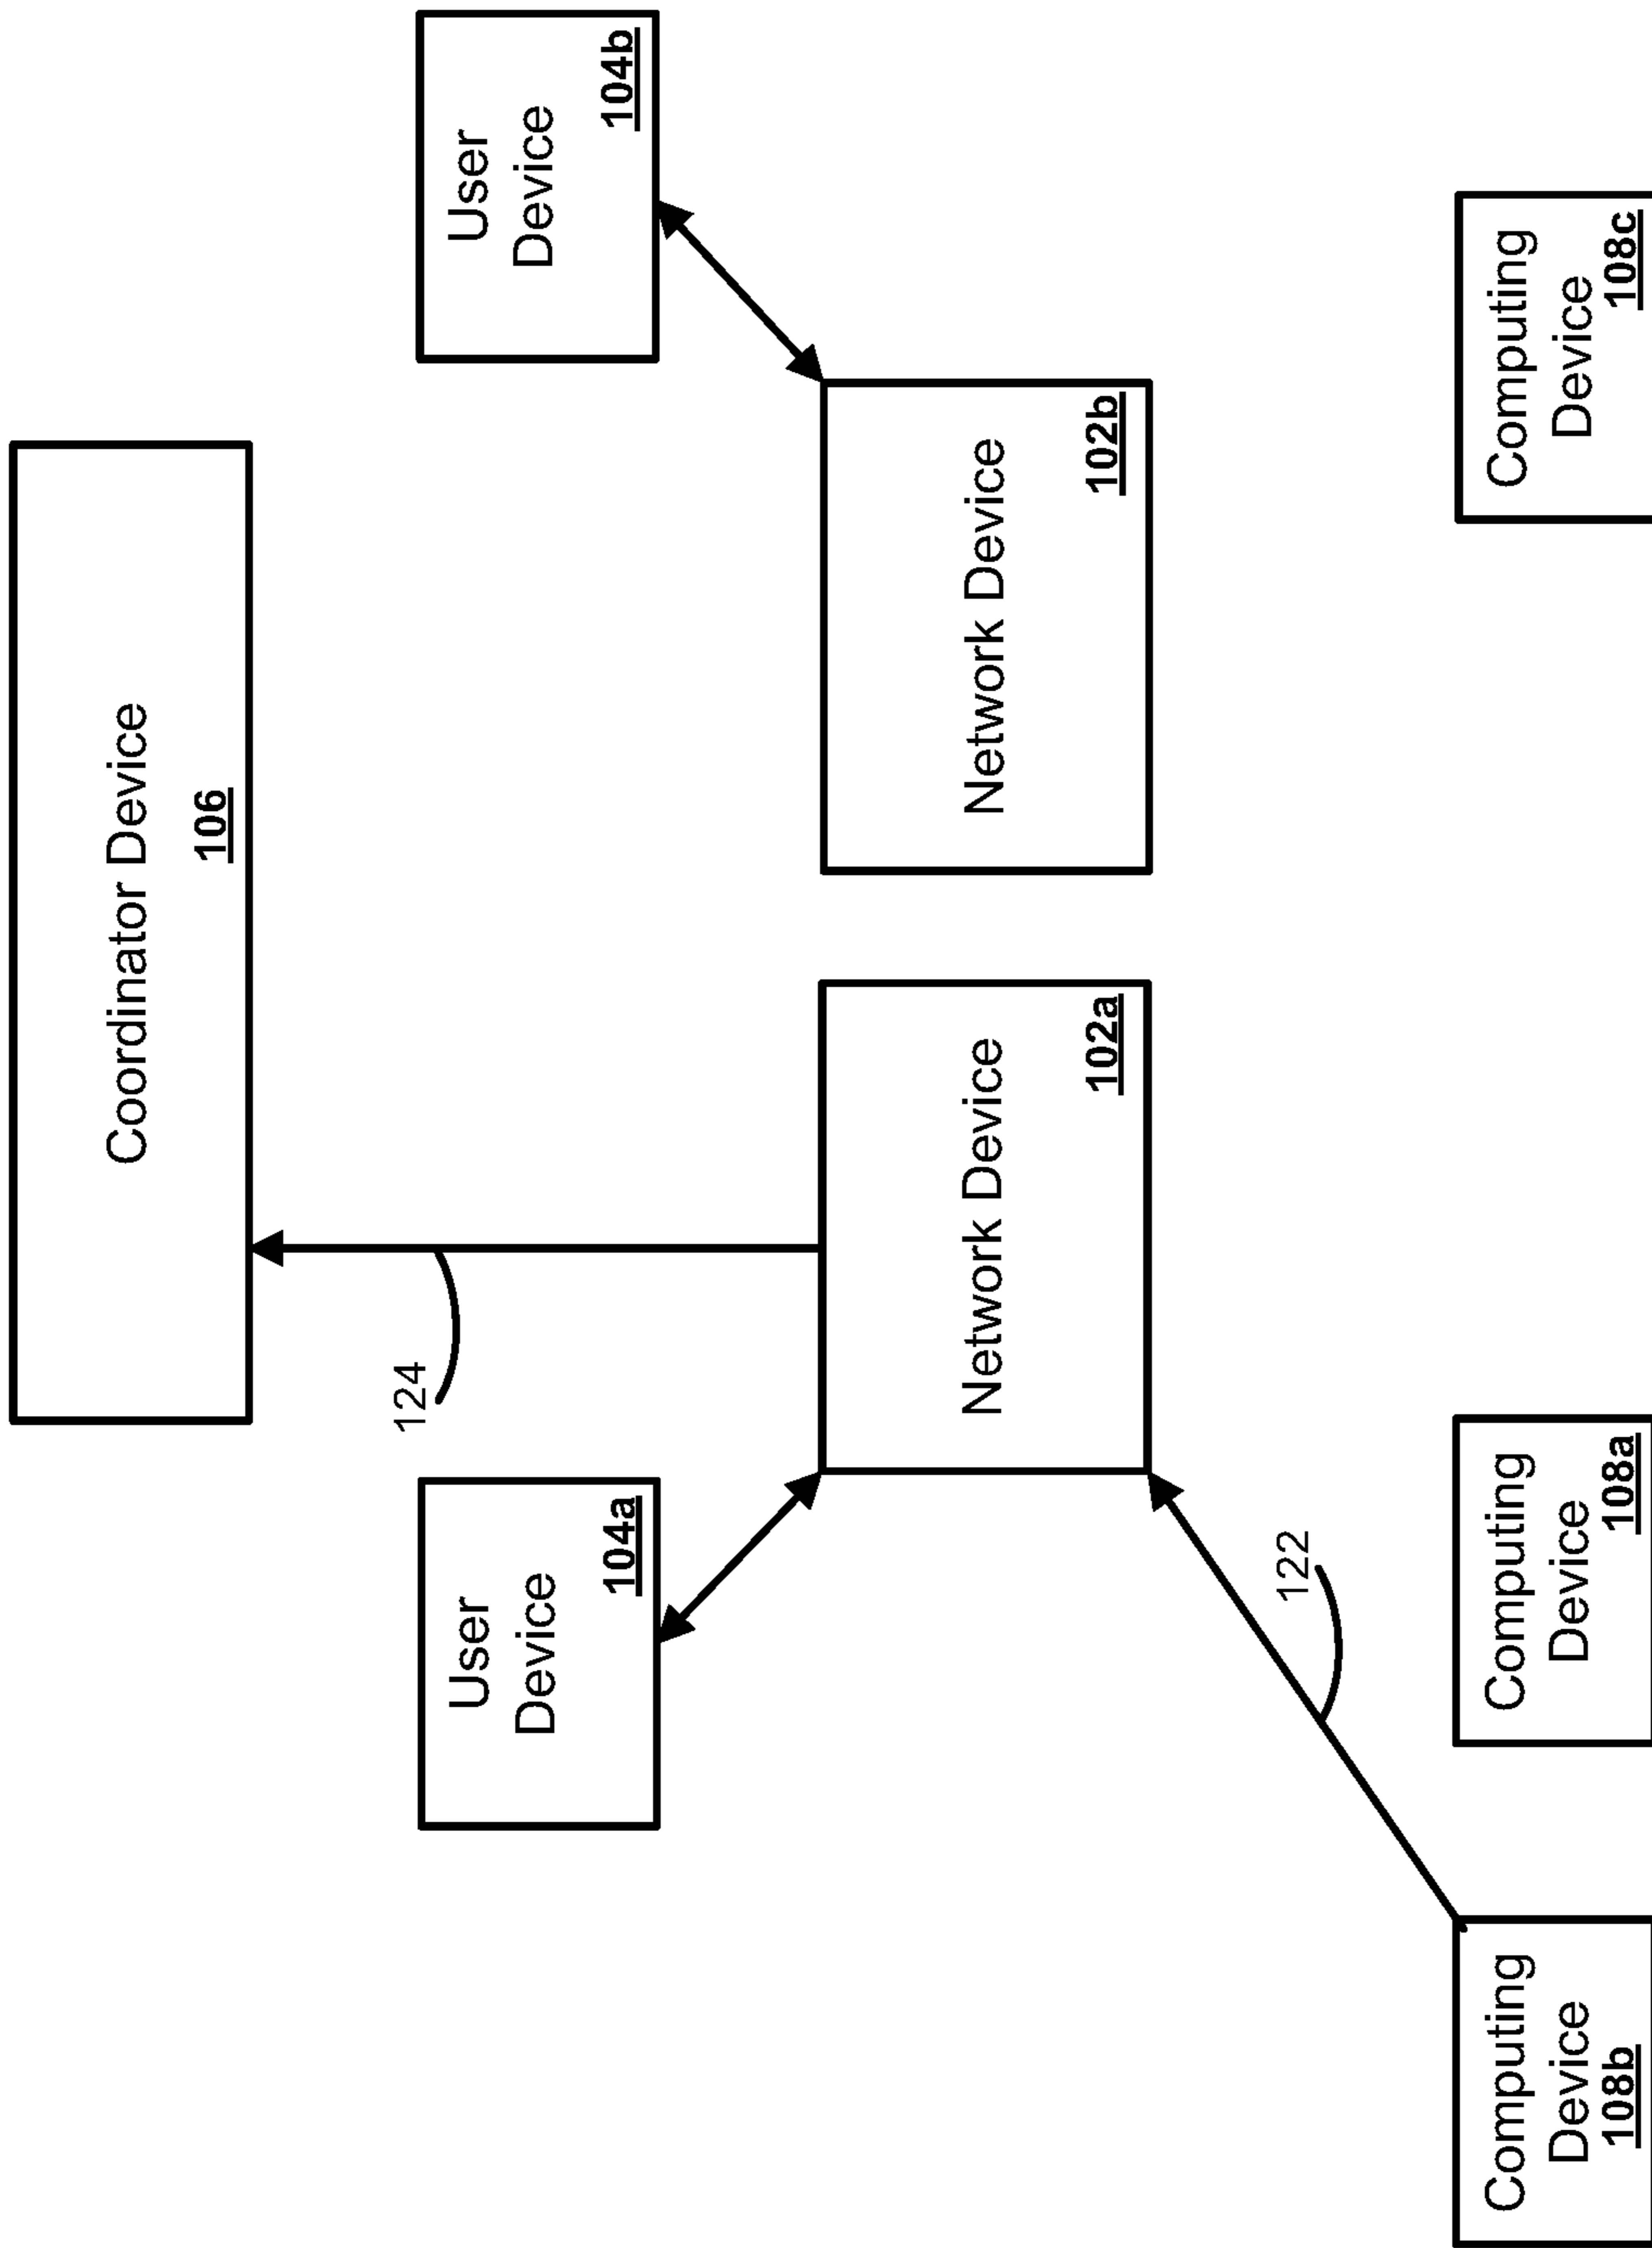 Coordinator Device
106
124
User
Device
104a
User
Device
104b
Network Device
102a
Network Device
102b
122
Computing
Device
108b
Computing
Device
108a
Computing
Device
108c